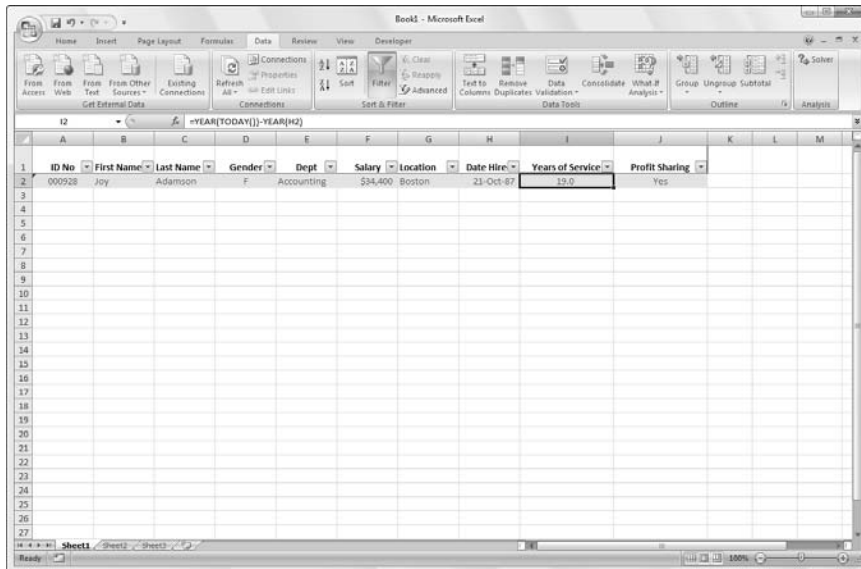 Book1 - Microsoft Excel
Home Insert Page Layout Formulas Data Review View Developer
From Access From Web From Text From Other Sources Existing Connections Refresh All Connections Properties Edit Links Sort Filter Clear Reapply Advanced Text to Columns Remove Duplicates Data Validation Consolidate What-If Analysis Group Ungroup Subtotal Solver
Get External Data Connections Sort & Filter Data Tools Outline Analysis
I2 fx =YEAR(TODAY())-YEAR(H2)
A B C D E F G H I J K L M
1 ID No First Name Last Name Gender Dept Salary Location Date Hire Years of Service Profit Sharing
2 000928 Joy Adamson F Accounting $34,400 Boston 21-Oct-87 19.0 Yes
3
4
5
6
7
8
9
10
11
12
13
14
15
16
17
18
19
20
21
22
23
24
25
26
27
Sheet1 Sheet2 Sheet3
Ready 100%